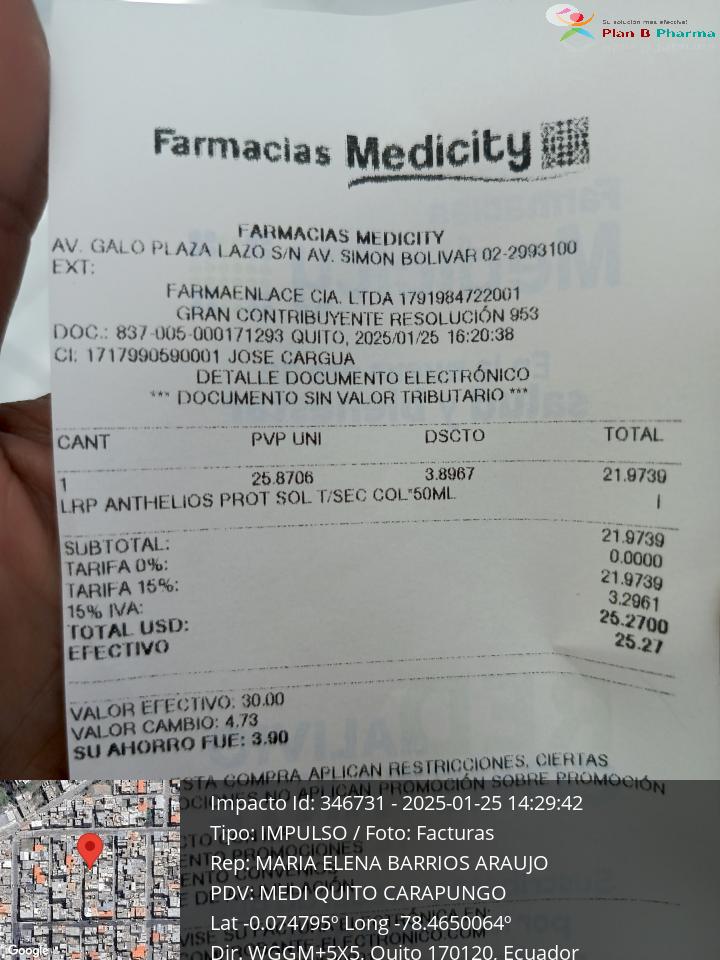 Su solución mas efectiva!
Plan B Pharma
Farmacias Medicity
FARMACIAS MEDICITY
AV. GALO PLAZA LAZO S/N AV. SIMON BOLIVAR 02-2993100
EXT:
FARMAENLACE CIA. LTDA 1791984722001
GRAN CONTRIBUYENTE RESOLUCIÓN 953
DOC.: 837-005-000171293 QUITO, 2025/01/25 16:20:38
CI: 1717990590001 JOSE CARGUA
DETALLE DOCUMENTO ELECTRÓNICO
*** DOCUMENTO SIN VALOR TRIBUTARIO ***
CANT PVP UNI DSCTO TOTAL
1 25.8706 3.8967 21.9739
LRP ANTHELIOS PROT SOL T/SEC COL*50ML I
SUBTOTAL: 21.9739
TARIFA 0%: 0.0000
TARIFA 15%: 21.9739
15% IVA: 3.2961
TOTAL USD: 25.2700
EFECTIVO 25.27
VALOR EFECTIVO: 30.00
VALOR CAMBIO: 4.73
SU AHORRO FUE: 3.90
STA COMPRA APLICAN RESTRICCIONES, CIERTAS
OCIONES NO APLICAN PROMOCIÓN SOBRE PROMOCIÓN
Impacto Id: 346731 - 2025-01-25 14:29:42
Tipo: IMPULSO / Foto: Facturas
Rep: MARIA ELENA BARRIOS ARAUJO
PDV: MEDI QUITO CARAPUNGO
Lat -0.074795º Long -78.4650064º
Dir. WGGM+5X5, Quito 170120, Ecuador
Google